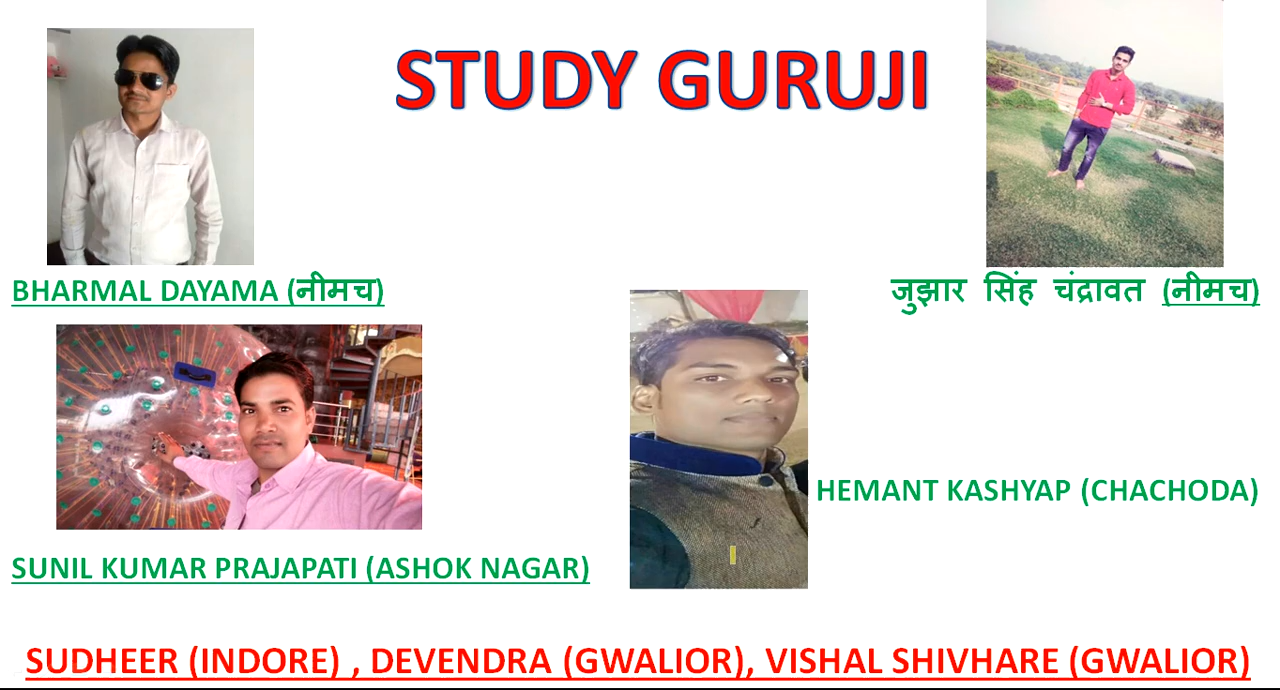 STUDY GURUJI
BHARMAL DAYAMA (नीमच)
जुझार सिंह चंद्रावत (नीमच)
HEMANT KASHYAP (CHACHODA)
SUNIL KUMAR PRAJAPATI (ASHOK NAGAR)
SUDHEER (INDORE) , DEVENDRA (GWALIOR), VISHAL SHIVHARE (GWALIOR)